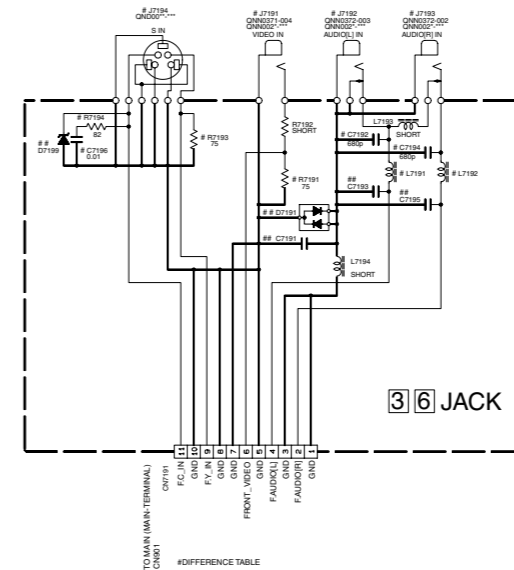 # J7194
QND00**-***
S IN
# J7191
QNN0371-004
QNN002*-***
VIDEO IN
# J7192
QNN0372-003
QNN002*-***
AUDIO[L] IN
# J7193
QNN0372-002
QNN002*-***
AUDIO[R] IN
# R7194
82
# #
D7199
# C7196
0.01
# R7193
75
R7192
SHORT
# R7191
75
L7193
SHORT
# C7192
680p
# C7194
680p
# L7191
# L7192
##
C7193
##
C7195
# # D7191
## C7191
L7194
SHORT
3 6 JACK
11 10 9 8 7 6 5 4 3 2 1
CN7191
F.C_IN
GND
F.Y_IN
GND
GND
FRONT_VIDEO
GND
F.AUDIO[L]
GND
F.AUDIO[R]
GND
TO MAIN (MAIN-TERMINAL)
CN901
#DIFFERENCE TABLE